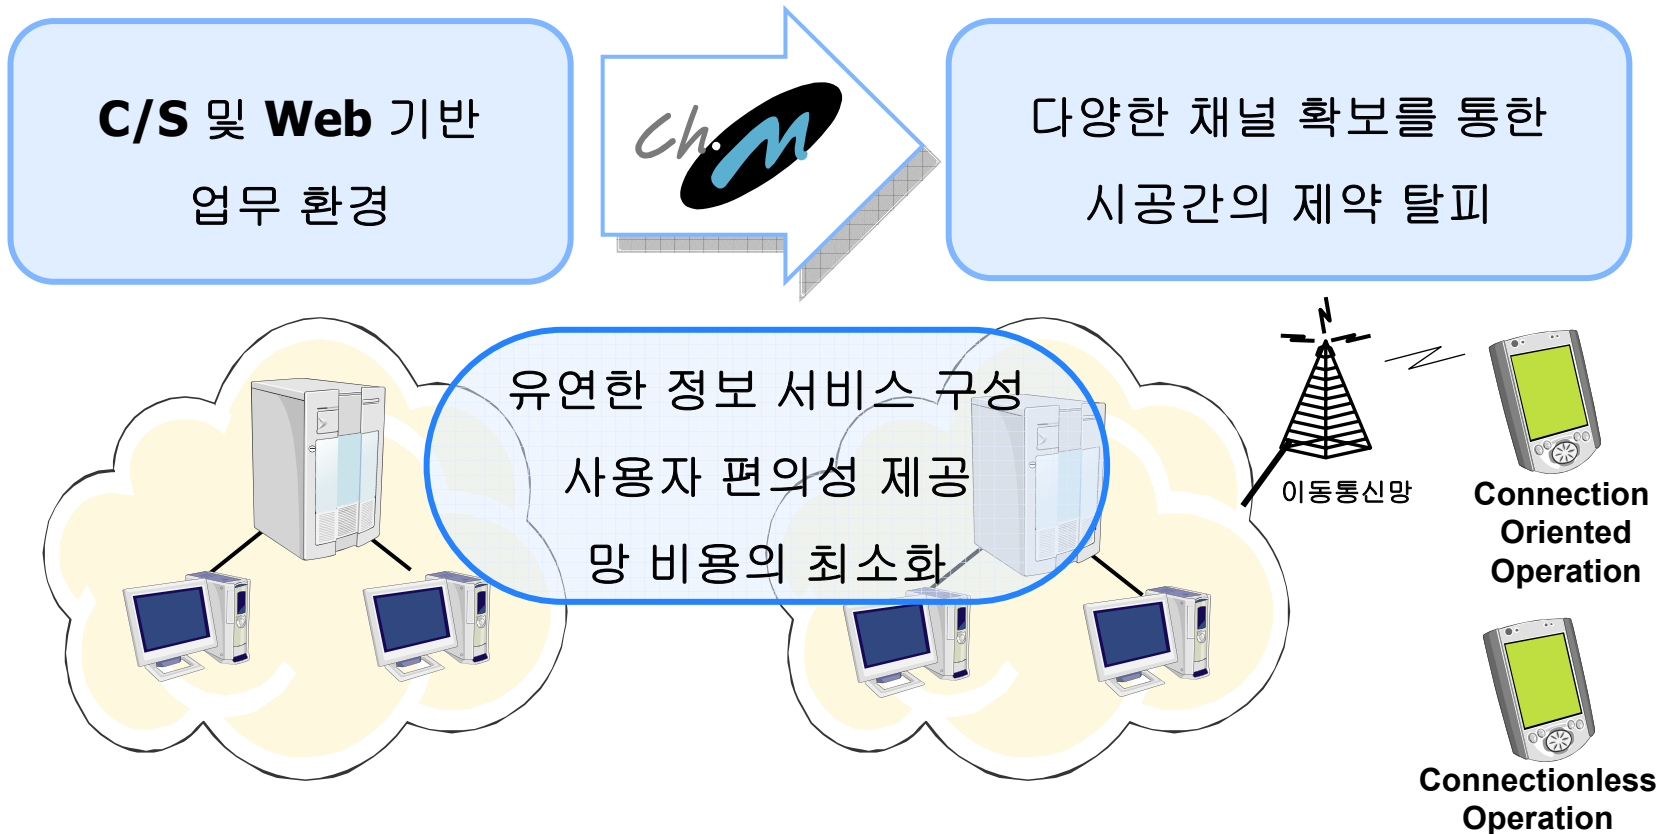 C/S 및 Web 기반
업무 환경
Ch.M
다양한 채널 확보를 통한
시공간의 제약 탈피
유연한 정보 서비스 구성
사용자 편의성 제공
망 비용의 최소화
이동통신망
Connection
Oriented
Operation
Connectionless
Operation